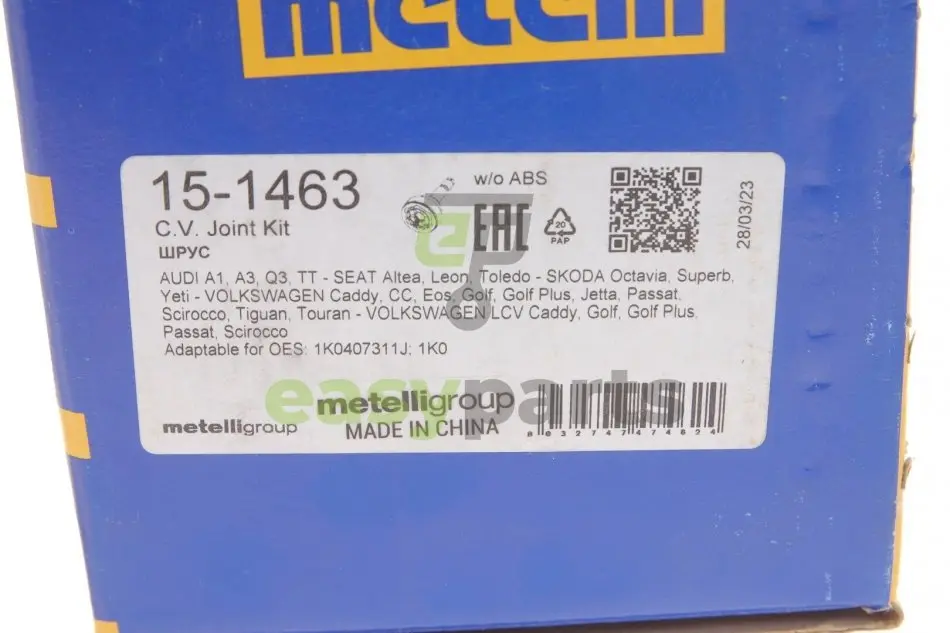 metelli
15-1463
w/o ABS
C.V. Joint Kit
ШРУС
EAC
20
PAP
28/03/23
AUDI A1, A3, Q3, TT - SEAT Altea, Leon, Toledo - SKODA Octavia, Superb,
Yeti - VOLKSWAGEN Caddy, CC, Eos, Golf, Golf Plus, Jetta, Passat,
Scirocco, Tiguan, Touran - VOLKSWAGEN LCV Caddy, Golf, Golf Plus,
Passat, Scirocco
Adaptable for OES: 1K0407311J; 1K0
easyparts
metelligroup
metelligroup
MADE IN CHINA